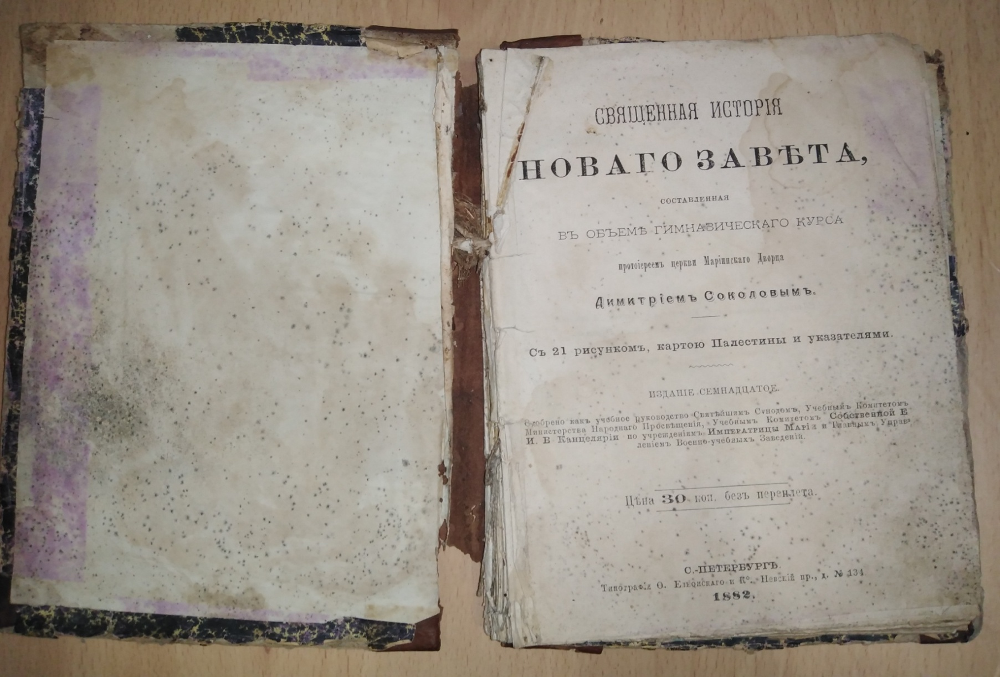 СВЯЩЕННАЯ ИСТОРІЯ
НОВАГО ЗАВѢТА,
СОСТАВЛЕННАЯ
ВЪ ОБЪЕМѢ ГИМНАЗИЧЕСКАГО КУРСА
протоіереемъ церкви Маріинскаго Дворца
Димитріемъ Соколовымъ.
Съ 21 рисункомъ, картою Палестины и указателями.
ИЗДАНІЕ СЕМНАДЦАТОЕ.
Одобрено какъ учебное руководство Святѣйшимъ Сѵнодомъ, Учебнымъ Комитетомъ
Министерства Народнаго Просвѣщенія, Учебнымъ Комитетомъ Собственной Е
И. В Канцеляріи по учрежденіямъ Императрицы Маріи и Главнымъ Управ-
леніемъ Военно-учебныхъ Заведеній.
Цѣна 30 коп. безъ переплета.
С.-ПЕТЕРБУРГЪ.
Типографія О. и Ко. Невскій пр., д. № 134
1882.